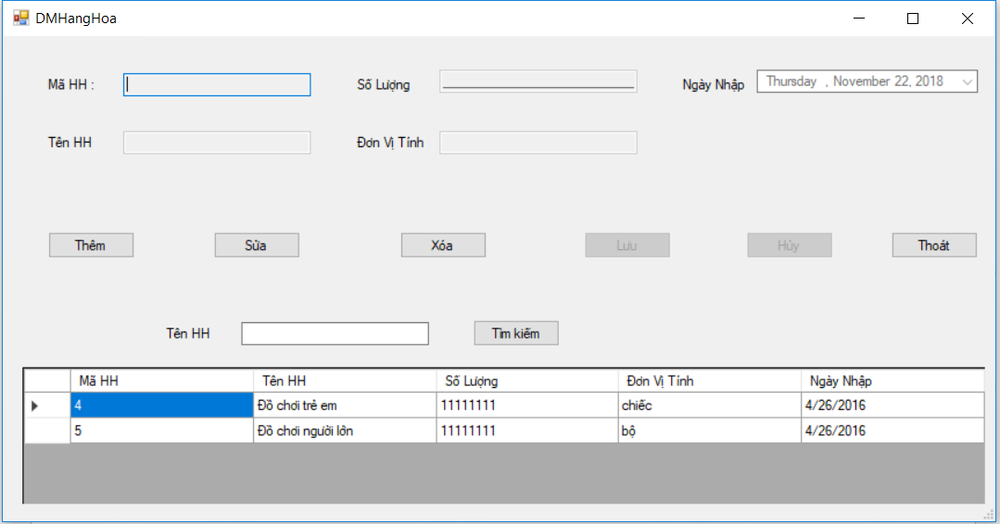 DMHangHoa
Mã HH : Số Lượng Ngày Nhập Thursday , November 22, 2018
Tên HH Đơn Vị Tính
Thêm Sửa Xóa Lưu Hủy Thoát
Tên HH Tìm kiếm
Mã HH Tên HH Số Lượng Đơn Vị Tính Ngày Nhập
4 Đồ chơi trẻ em 11111111 chiếc 4/26/2016
5 Đồ chơi người lớn 11111111 bộ 4/26/2016